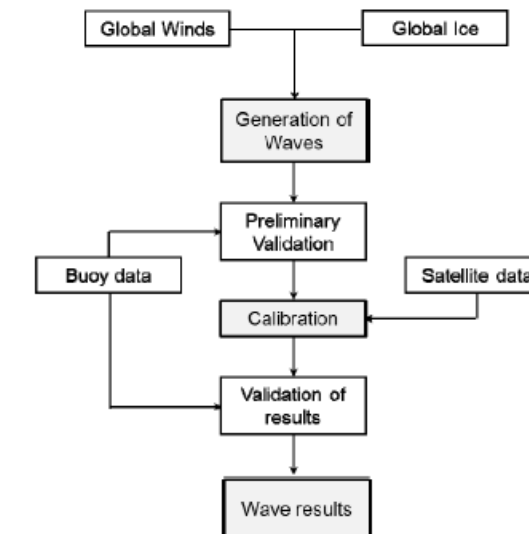 Global Winds
Global Ice
Generation of
Waves
Preliminary
Validation
Buoy data
Satellite data
Calibration
Validation of
results
Wave results